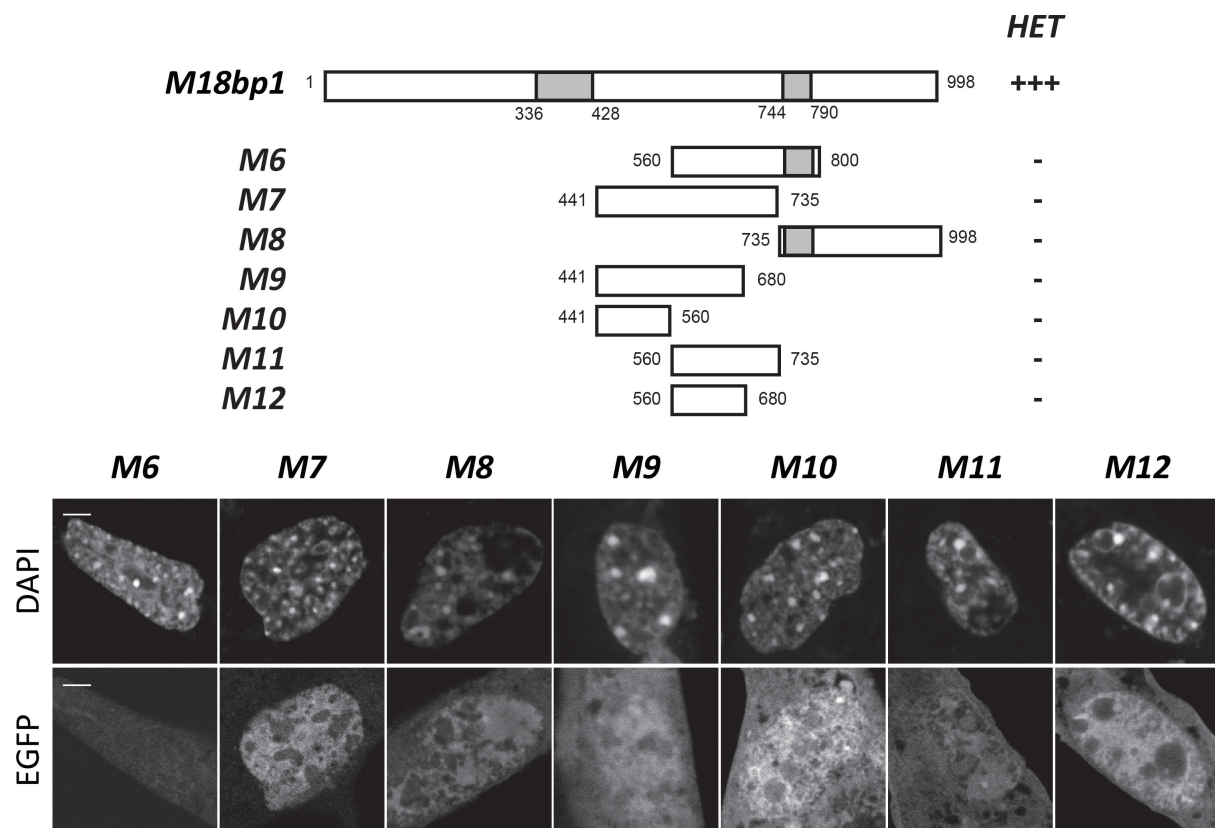 HET
M18bp1 1 998 +++
336 428 744 790
M6 560 800 -
M7 441 735 -
M8 735 998 -
M9 441 680 -
M10 441 560 -
M11 560 735 -
M12 560 680 -
M6 M7 M8 M9 M10 M11 M12
DAPI
EGFP